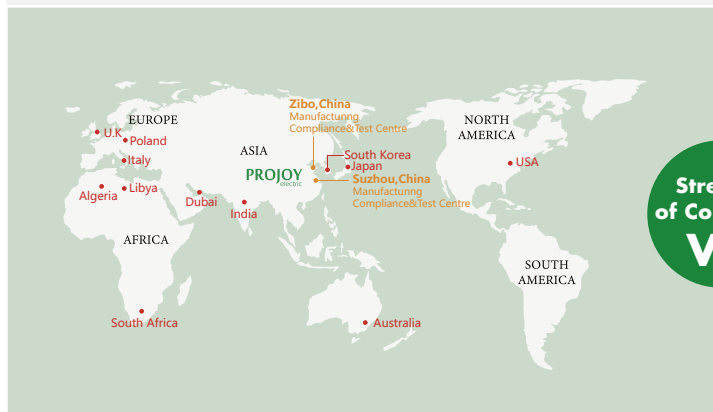 Zibo,China
Manufactunng
Compliance&Test Centre
EUROPE
U.K
Poland
NORTH
AMERICA
ASIA
South Korea
Italy
USA
Japan
PROJOY
electric
Suzhou,China
Manufactunng
Compliance&Test Centre
Algeria
Libya
Dubai
India
AFRICA
SOUTH
AMERICA
South Africa
Australia
Stre
of Co